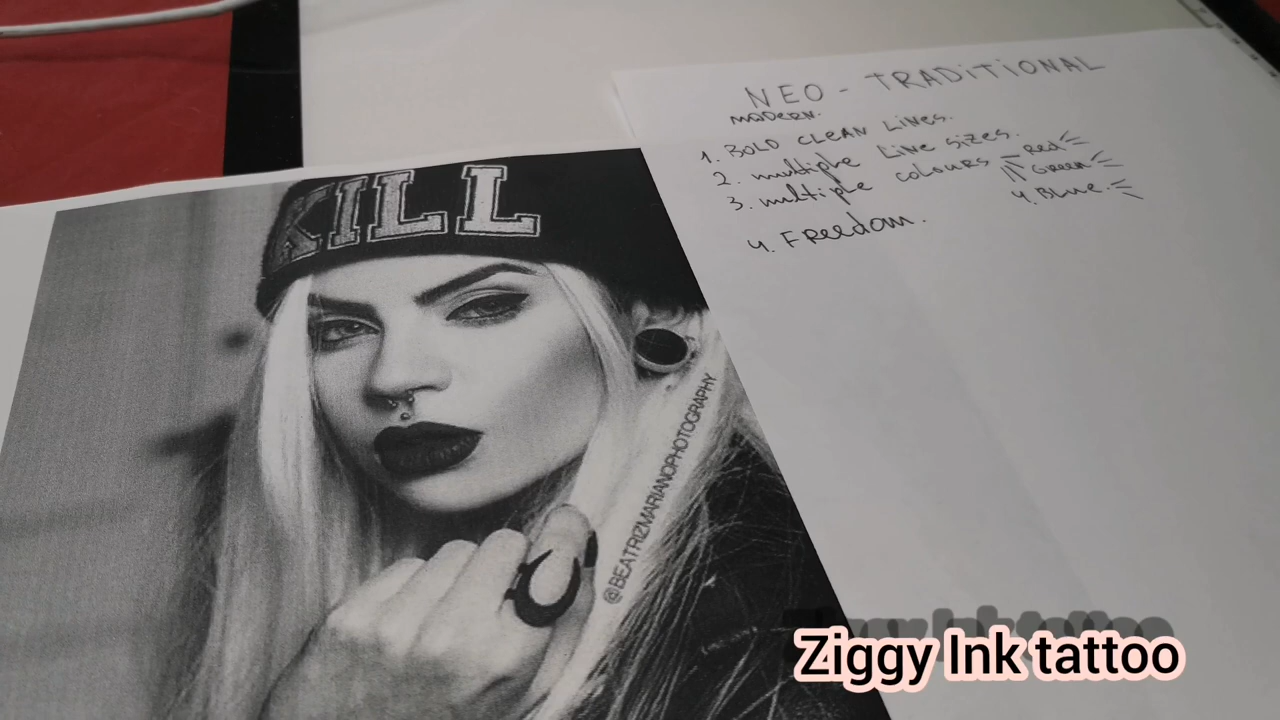 NEO - TRADITIONAL
MODERN.
1. BOLD CLEAN LINES.
2. multiple Line sizes.
3. multiple colours - Red
Green
4. Blue.
4. Freedom.
KILL
@BEATRIZMARIANOPHOTOGRAPHY
Ziggy Ink tattoo